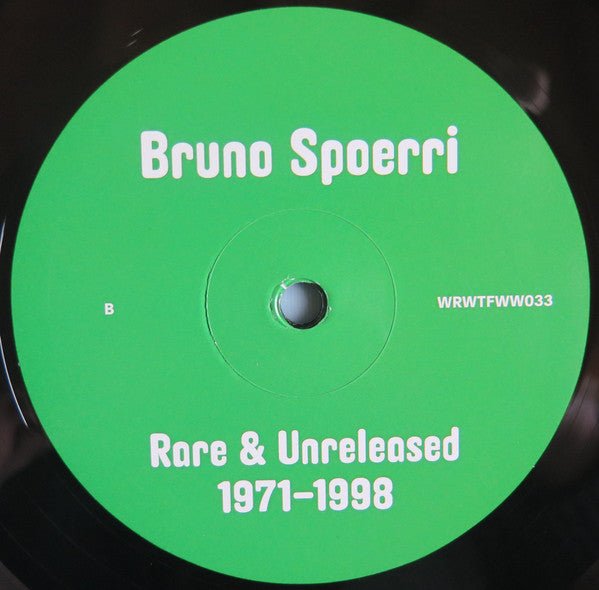 Bruno Spoerri
B
WRWTFWW033
Rare & Unreleased
1971–1998